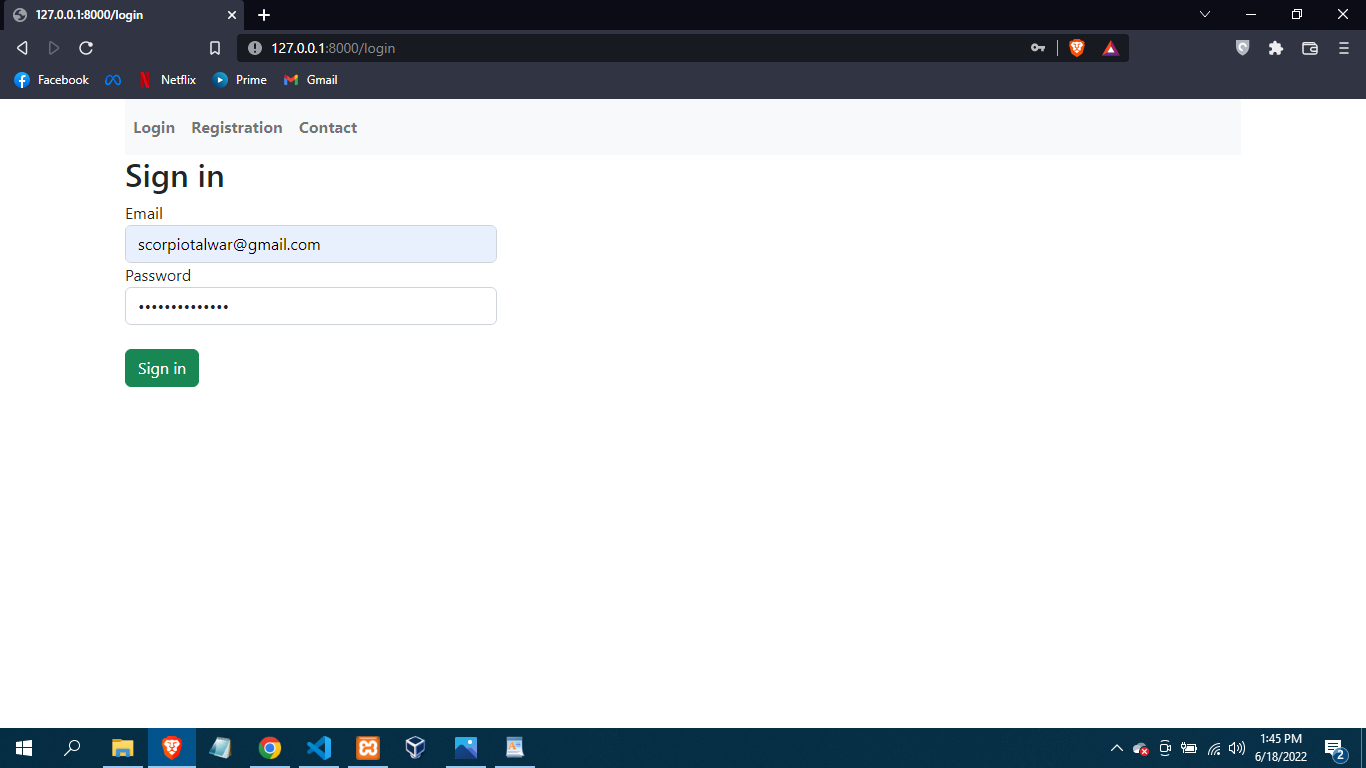 127.0.0.1:8000/login
127.0.0.1:8000/login
Facebook Netflix Prime Gmail
Login Registration Contact
Sign in
Email
scorpiotalwar@gmail.com
Password
••••••••••••••
Sign in
1:45 PM
6/18/2022
2